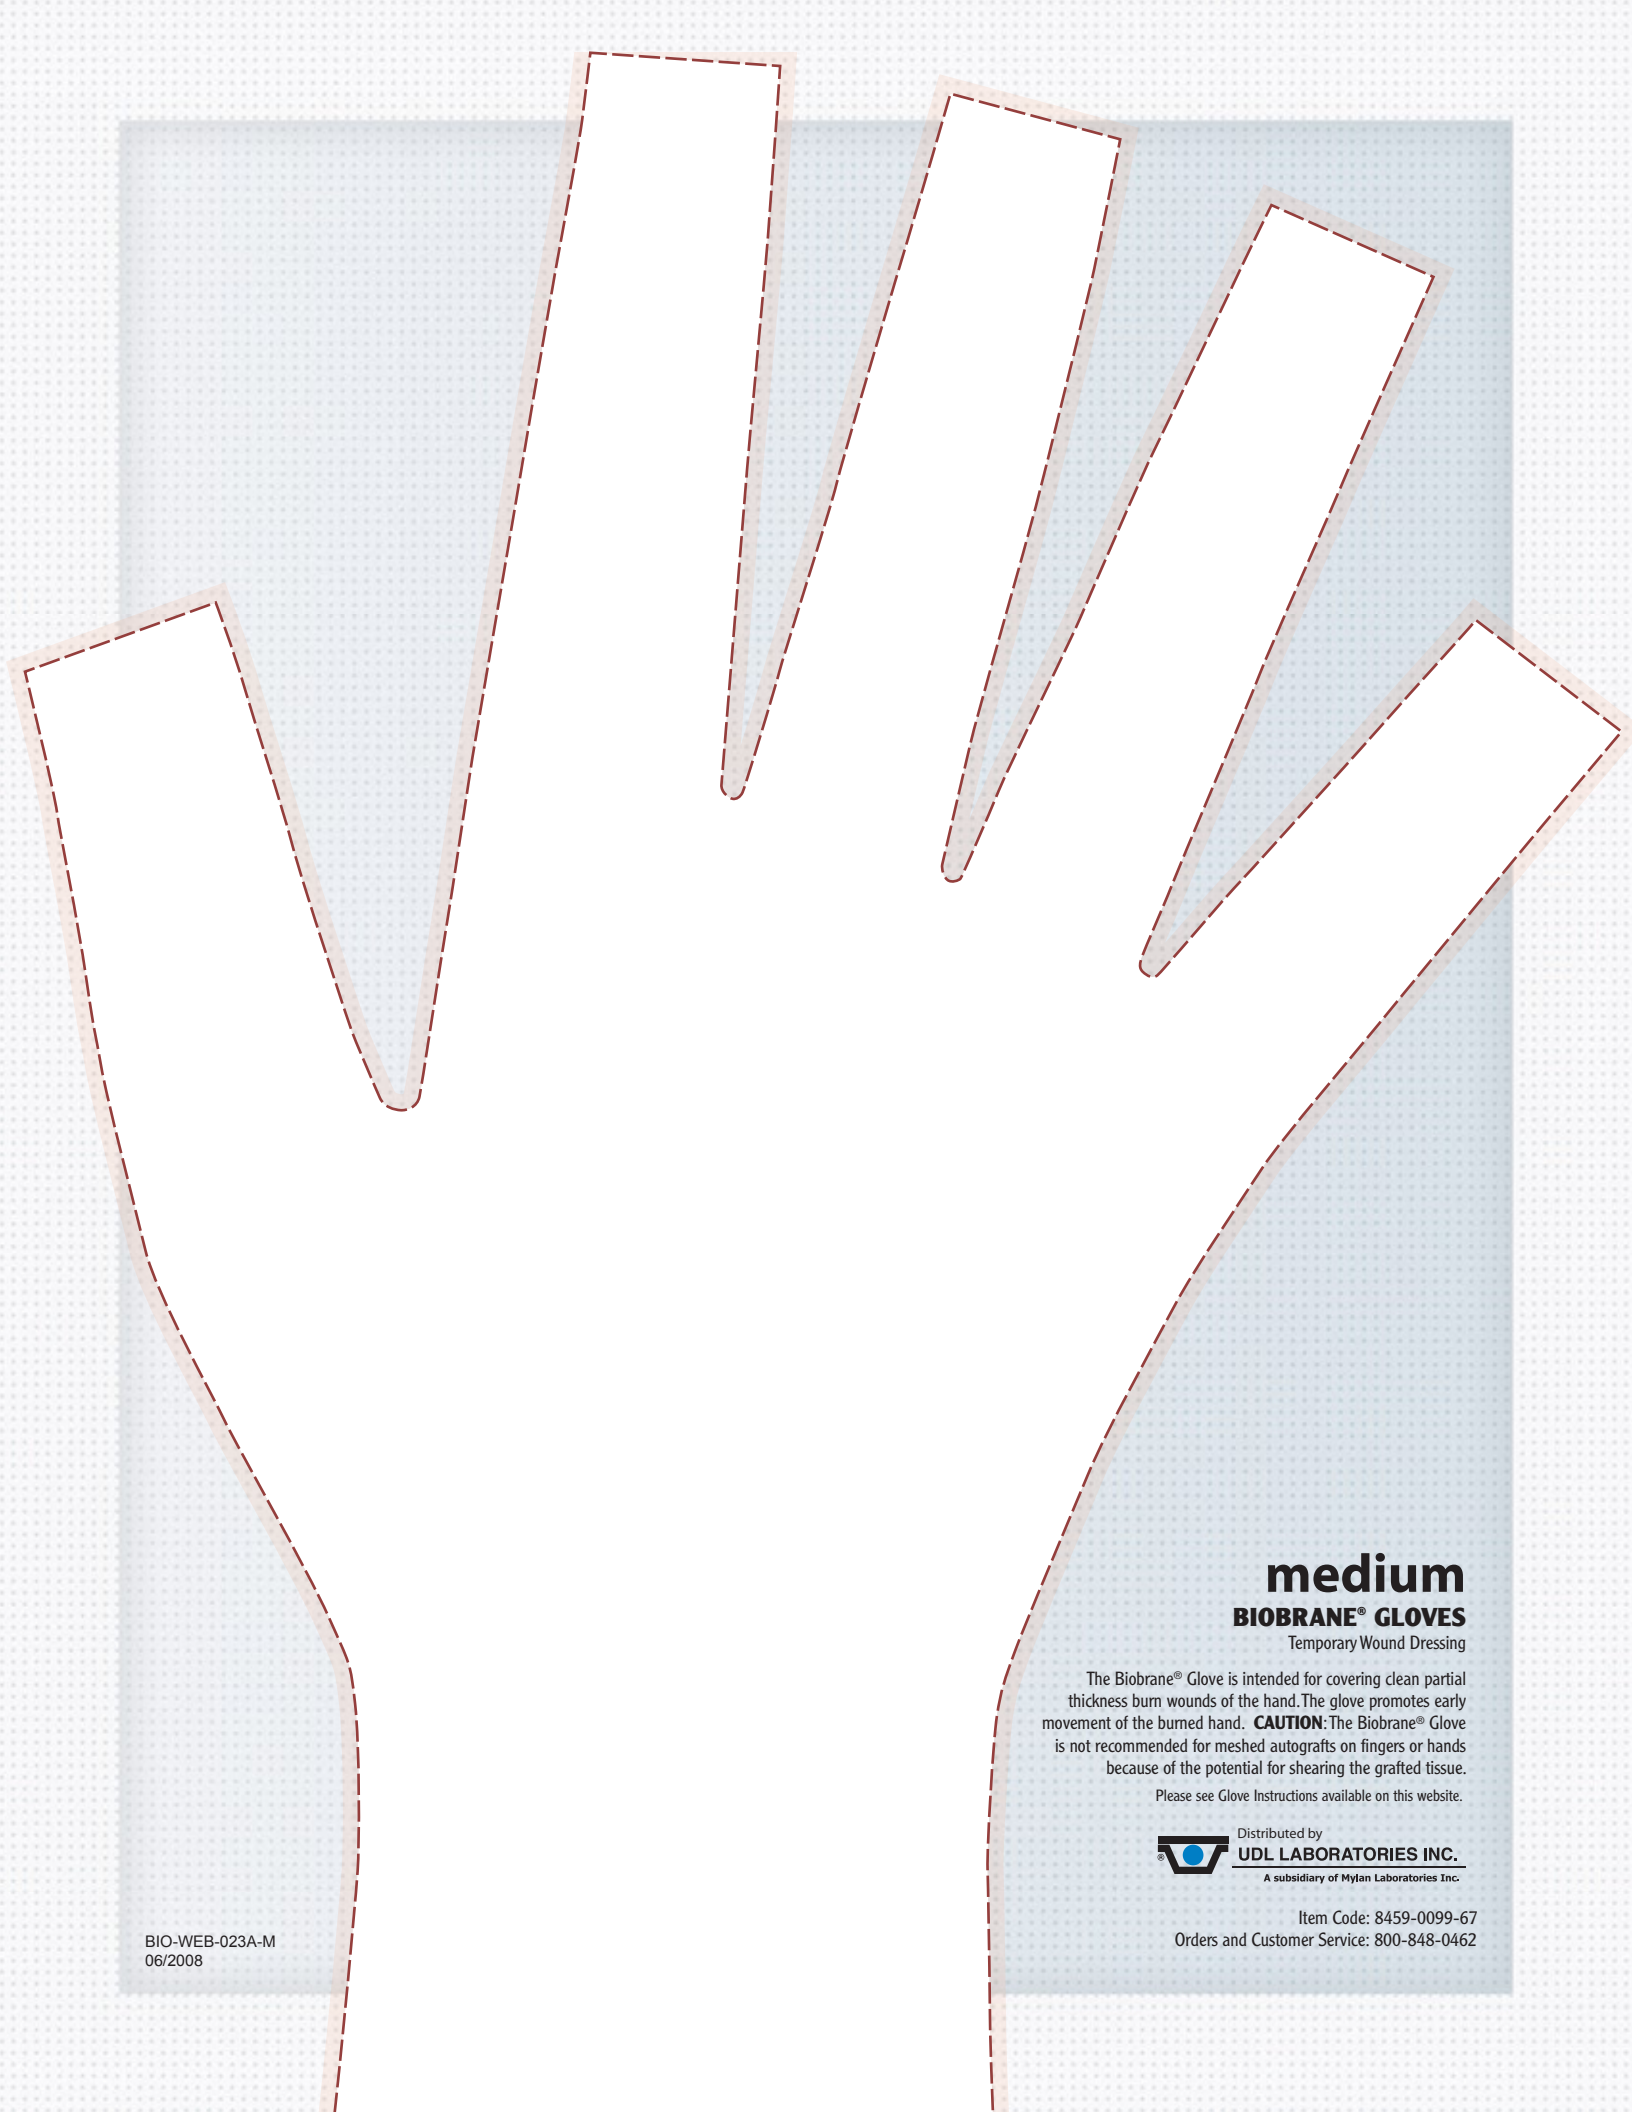 medium
BIOBRANE® GLOVES
Temporary Wound Dressing
The Biobrane® Glove is intended for covering clean partial
thickness burn wounds of the hand. The glove promotes early
movement of the burned hand. CAUTION: The Biobrane® Glove
is not recommended for meshed autografts on fingers or hands
because of the potential for shearing the grafted tissue.
Please see Glove Instructions available on this website.
Distributed by
® UDL LABORATORIES INC.
A subsidiary of Mylan Laboratories Inc.
Item Code: 8459-0099-67
Orders and Customer Service: 800-848-0462
BIO-WEB-023A-M
06/2008